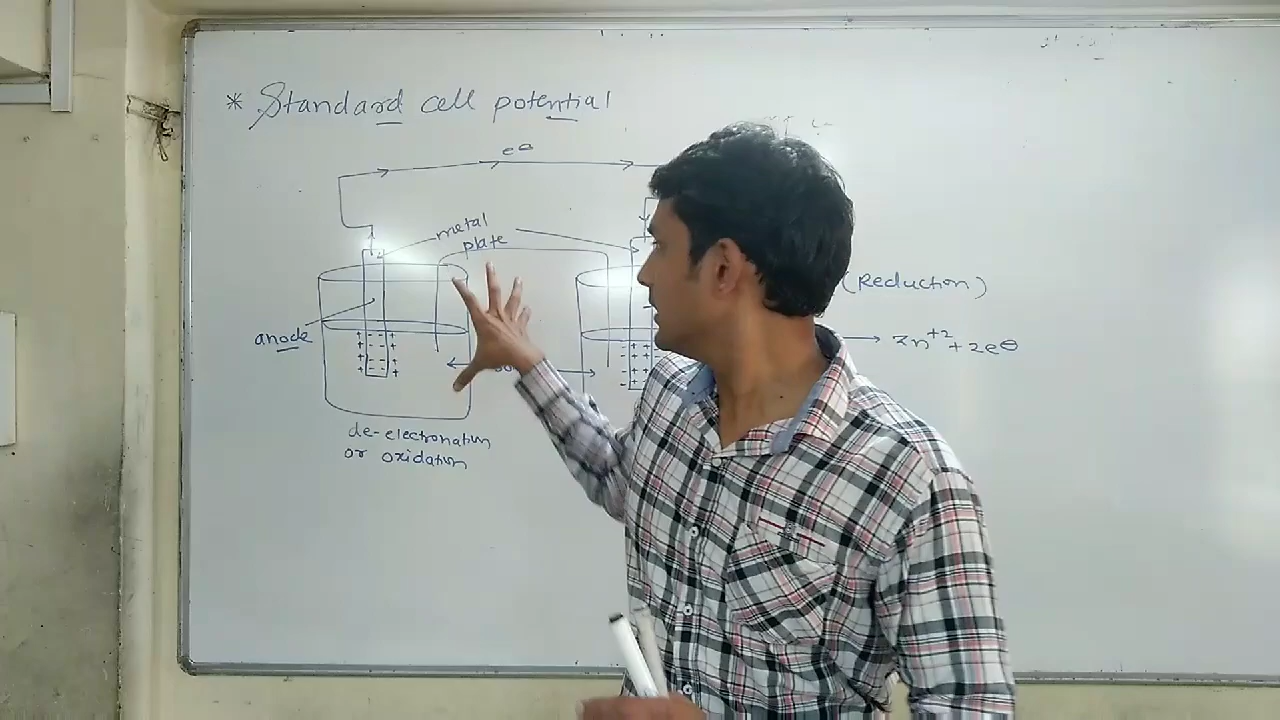 * Standard cell potential
e⊖
metal
plate
(Reduction)
anode
→ Zn⁺² + 2e⊖
de-electronation
or oxidation